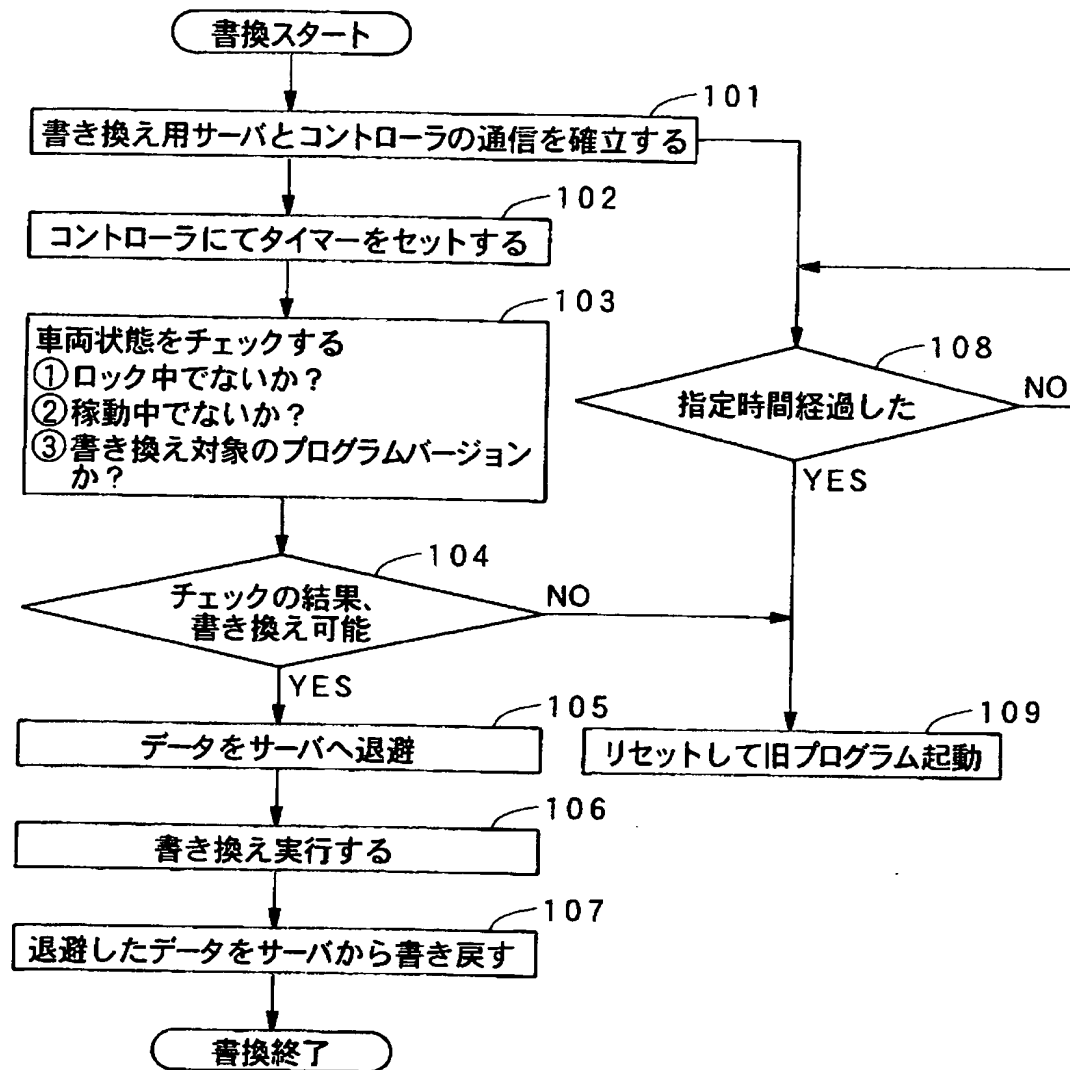 書換スタート
101
書き換え用サーバとコントローラの通信を確立する
102
コントローラにてタイマーをセットする
103
車両状態をチェックする
①ロック中でないか？
②稼動中でないか？
③書き換え対象のプログラムバージョン
か？
108
指定時間経過した
NO
YES
104
チェックの結果、
書き換え可能
NO
YES
105
データをサーバへ退避
109
リセットして旧プログラム起動
106
書き換え実行する
107
退避したデータをサーバから書き戻す
書換終了